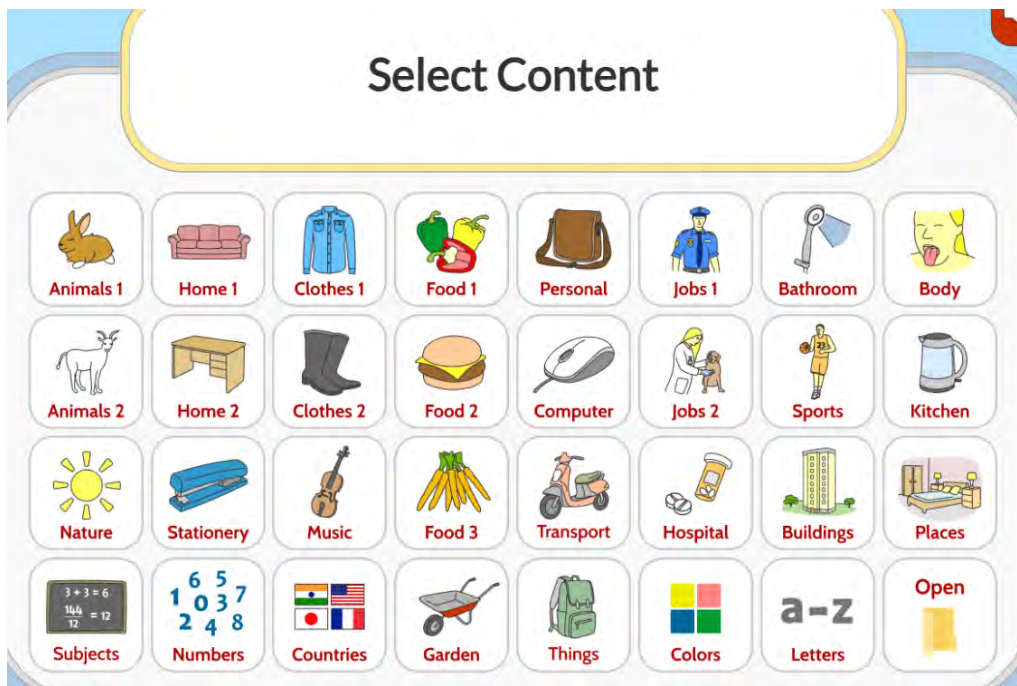 Select Content
Animals 1
Home 1
Clothes 1
Food 1
Personal
Jobs 1
Bathroom
Body
Animals 2
Home 2
Clothes 2
Food 2
Computer
Jobs 2
23
Sports
Kitchen
Nature
Stationery
Music
Food 3
Transport
Hospital
Buildings
Places
3 + 3 = 6
144
12 = 12
Subjects
6 5
1 0 3 7
2 4 8
Numbers
Countries
Garden
Things
Colors
a-z
Letters
Open